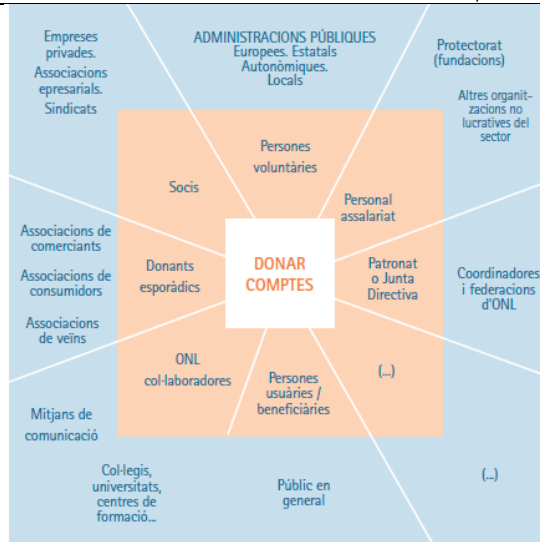 Empreses
privades.
Associacions
epresarials.
Sindicats
ADMINISTRACIONS PÚBLIQUES
Europees. Estatals
Autonòmiques.
Locals
Protectorat
(fundacions)
Altres organit-
zacions no
lucratives del
sector
Persones
voluntàries
Socis
Personal
assalariat
Associacions de
comerciants
Associacions de
consumidors
Associacions
de veïns
Donants
esporàdics
DONAR
COMPTES
Patronat
o Junta
Directiva
Coordinadores
i federacions
d'ONL
ONL
col·laboradores
Persones
usuàries /
beneficiàries
(...)
Mitjans de
comunicació
Col·legis,
universitats,
centres de
formació...
Públic en
general
(...)